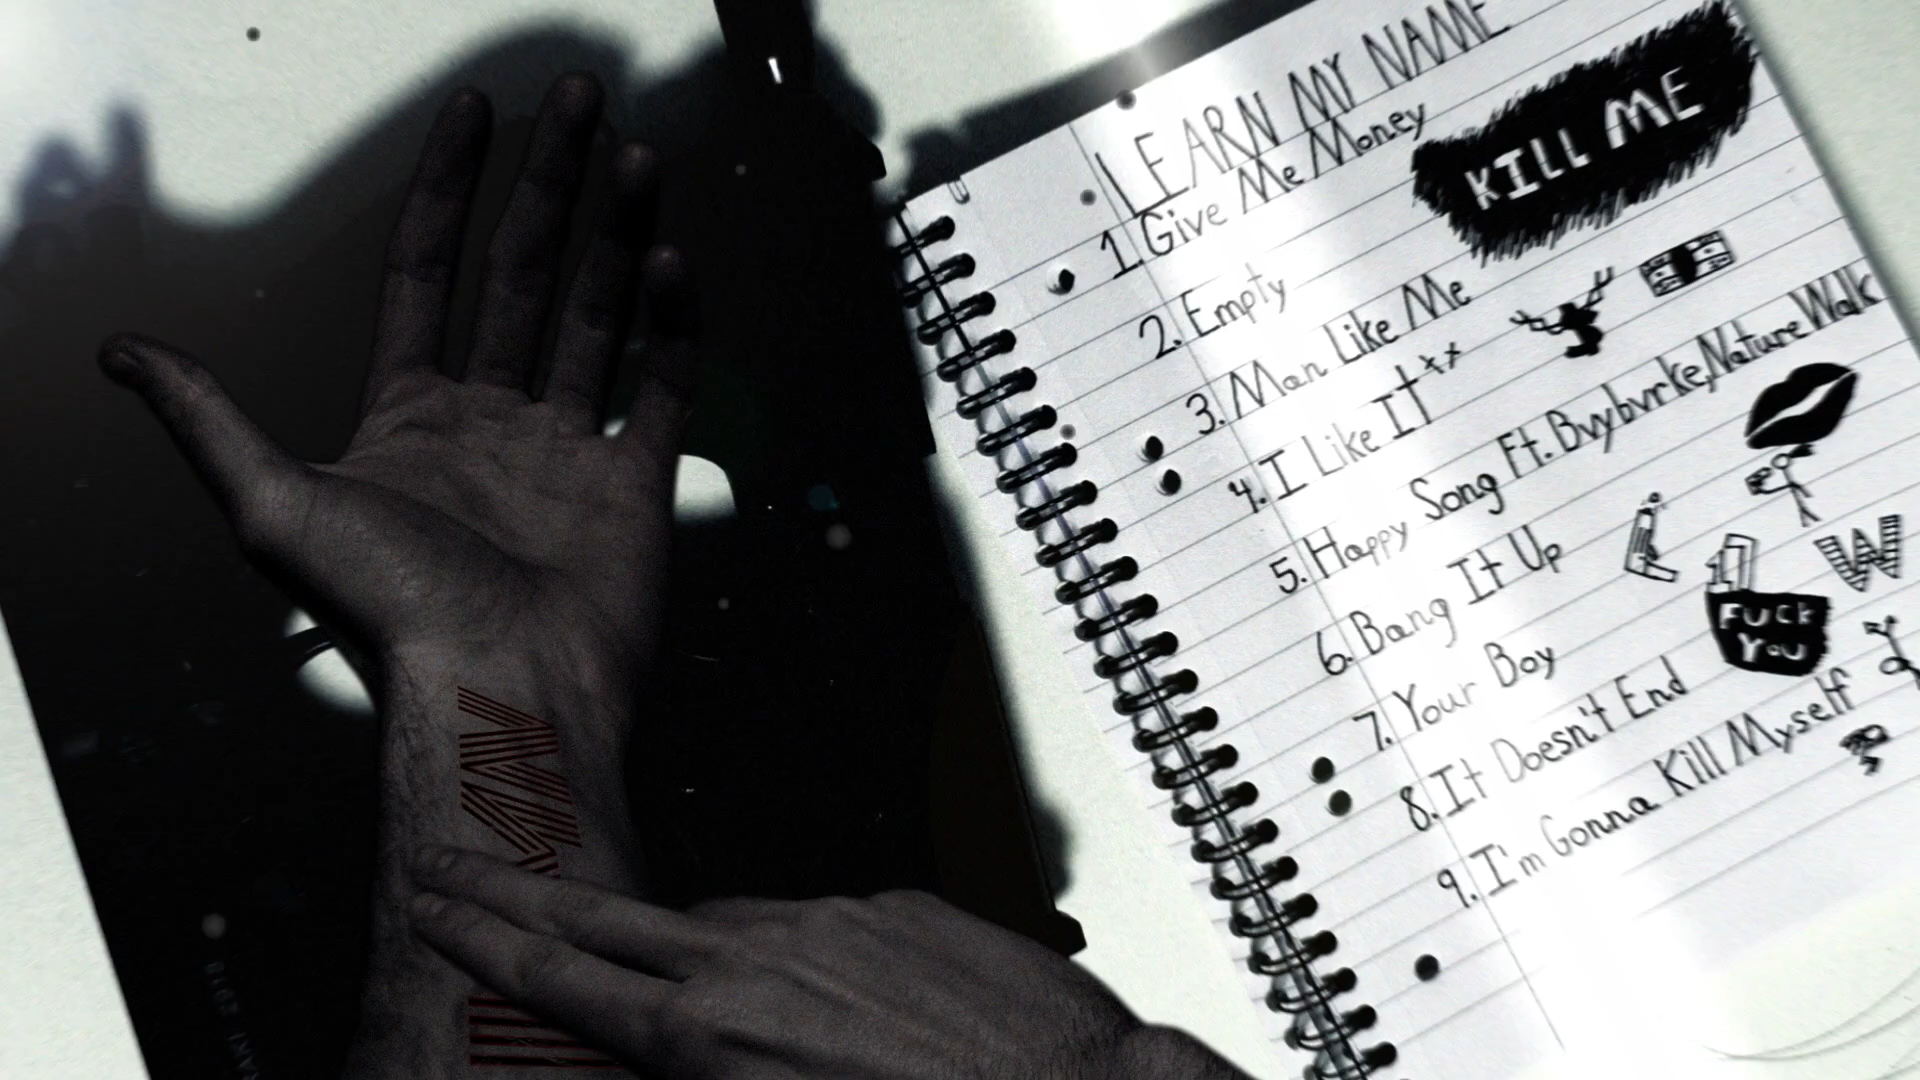 LEARN MY NAME
1. Give Me Money
KILL ME
2. Empty
3. Man Like Me
4. I Like It xx
5. Happy Song Ft. Bvybvrke, Nature Walk
6. Bang It Up
7. Your Boy
FUCK
YOU
8. It Doesn't End
9. I'm Gonna Kill Myself
L
W